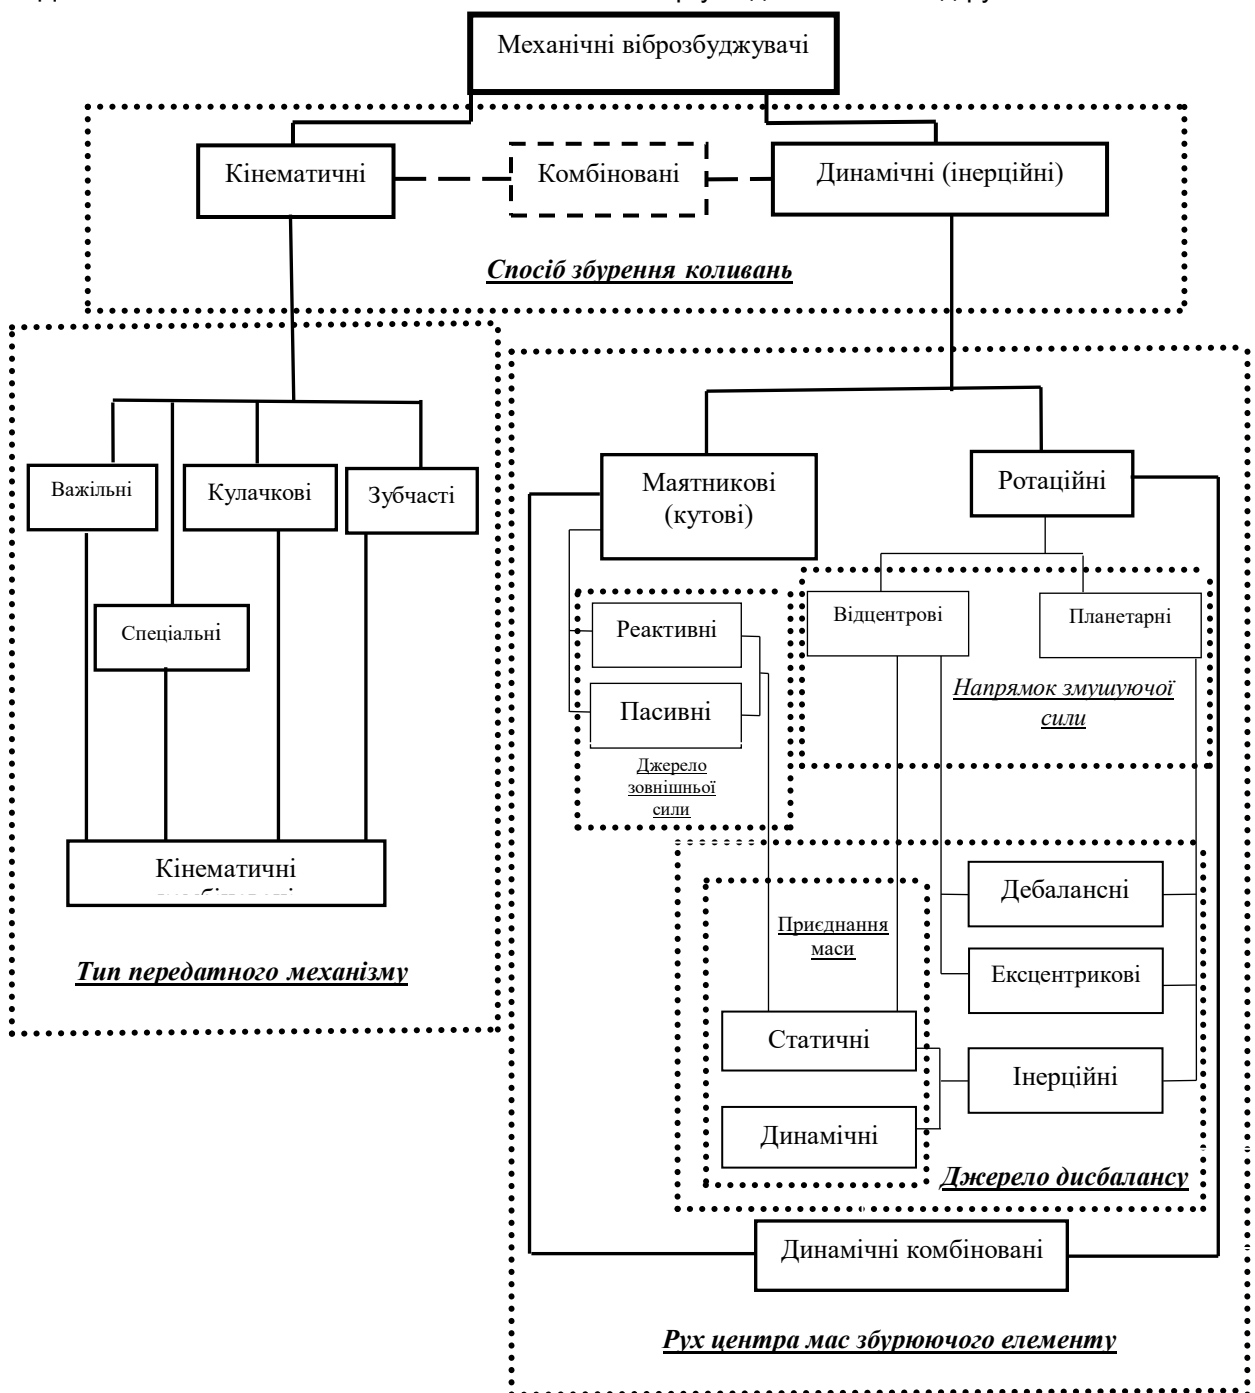 Механічні віброзбуджувачі
Кінематичні
Комбіновані
Динамічні (інерційні)
Спосіб збурення коливань
Важільні
Кулачкові
Зубчасті
Спеціальні
Кінематичні
Тип передатного механізму
Маятникові
(кутові)
Ротаційні
Реактивні
Пасивні
Джерело
зовнішньої
сили
Відцентрові
Планетарні
Напрямок змушуючої
сили
Приєднання
маси
Дебалансні
Ексцентрикові
Статичні
Інерційні
Динамічні
Джерело дисбалансу
Динамічні комбіновані
Рух центра мас збурюючого елементу